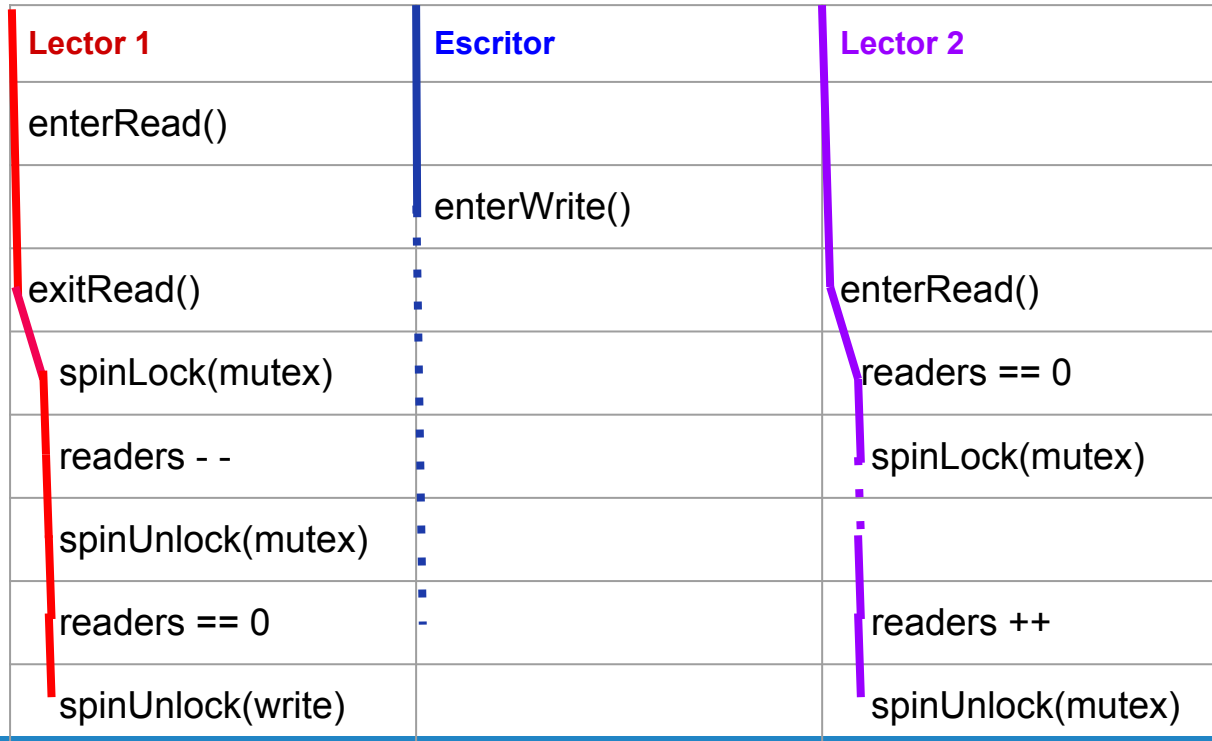 Lector 1 Escritor Lector 2
enterRead()
enterWrite()
exitRead() enterRead()
spinLock(mutex) readers == 0
readers - - spinLock(mutex)
spinUnlock(mutex)
readers == 0 readers ++
spinUnlock(write) spinUnlock(mutex)